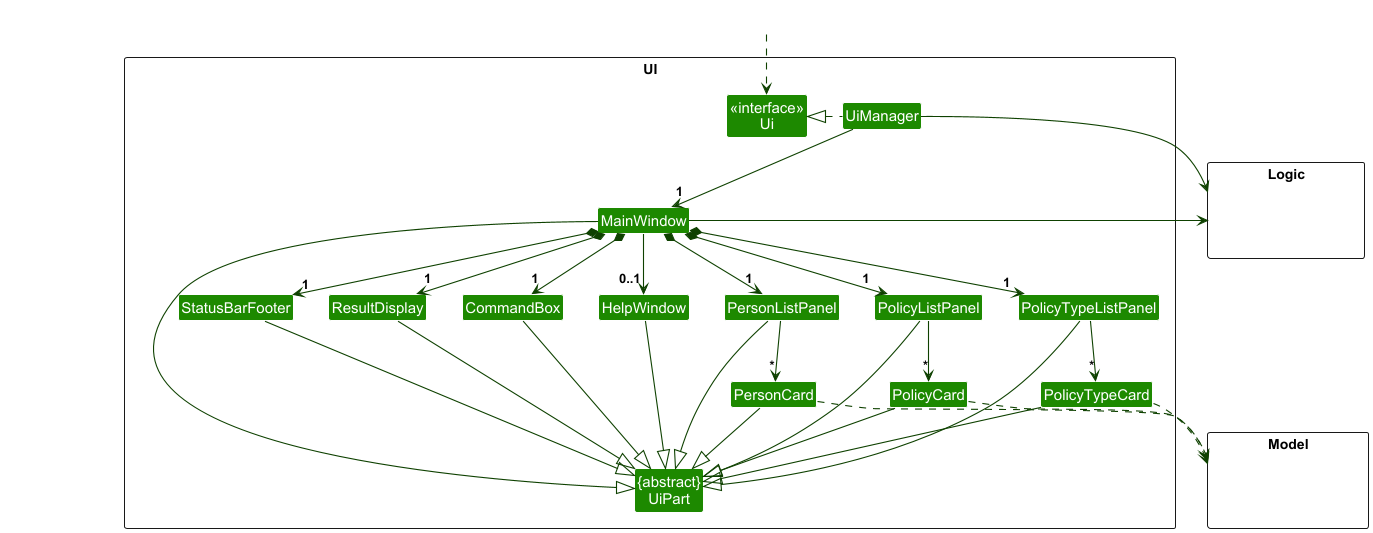 UI
«interface»
Ui
UiManager
Logic
1
MainWindow
1
1
1
0..1
1
1
1
StatusBarFooter
ResultDisplay
CommandBox
HelpWindow
PersonListPanel
PolicyListPanel
PolicyTypeListPanel
*
*
*
PersonCard
PolicyCard
PolicyTypeCard
Model
{abstract}
UiPart